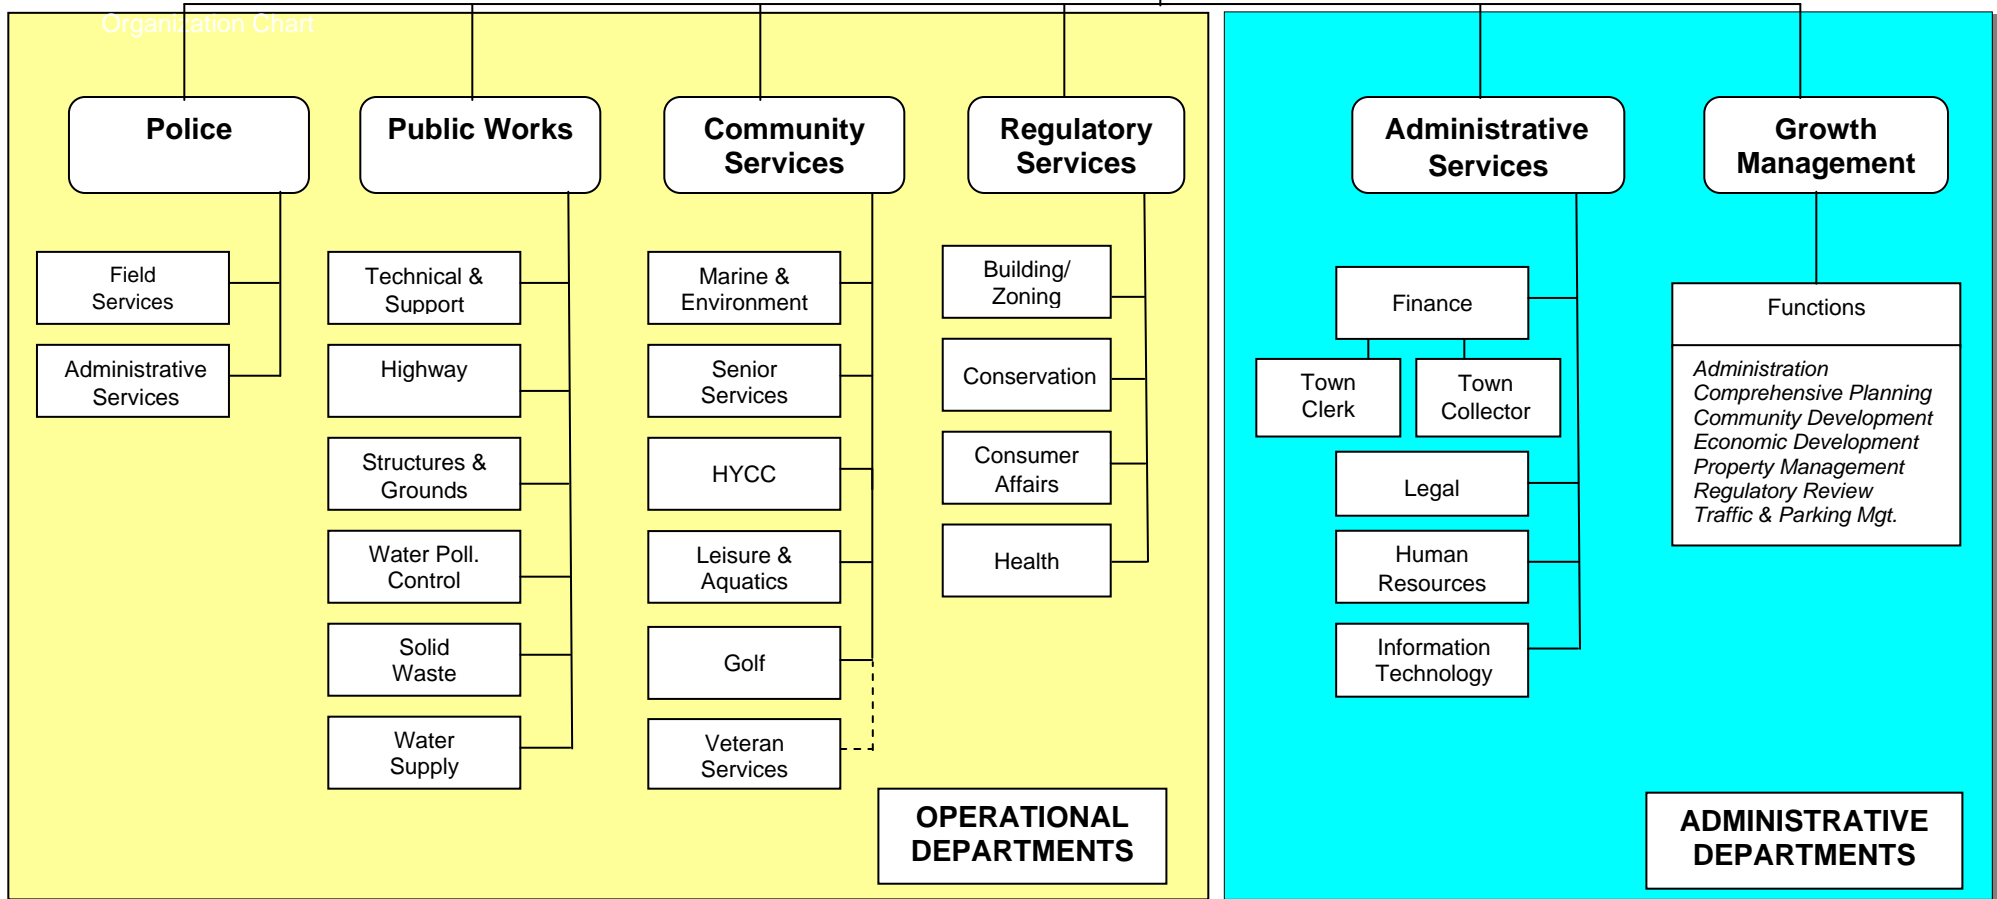 Organization Chart
Police
Field
Services
Administrative
Services
Public Works
Technical &
Support
Highway
Structures &
Grounds
Water Poll.
Control
Solid
Waste
Water
Supply
Community
Services
Marine &
Environment
Senior
Services
HYCC
Leisure &
Aquatics
Golf
Veteran
Services
Regulatory
Services
Building/
Zoning
Conservation
Consumer
Affairs
Health
OPERATIONAL
DEPARTMENTS
Administrative
Services
Finance
Town
Clerk
Town
Collector
Legal
Human
Resources
Information
Technology
Growth
Management
Functions
Administration
Comprehensive Planning
Community Development
Economic Development
Property Management
Regulatory Review
Traffic & Parking Mgt.
ADMINISTRATIVE
DEPARTMENTS